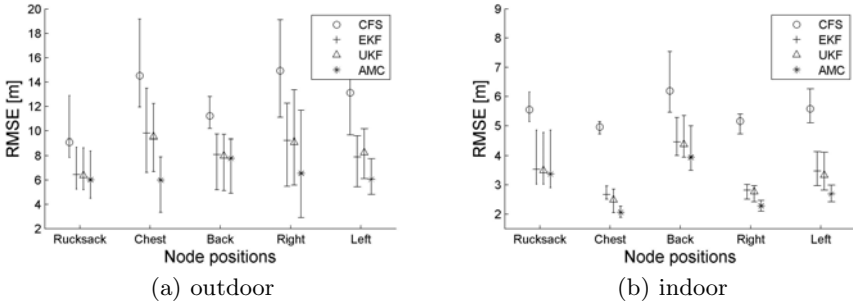 20
18
16
14
12
10
8
6
4
2
RMSE [m]
CFS
EKF
UKF
AMC
Rucksack Chest Back Right Left
Node positions
(a) outdoor
9
8
7
6
5
4
3
2
RMSE [m]
CFS
EKF
UKF
AMC
Rucksack Chest Back Right Left
Node positions
(b) indoor